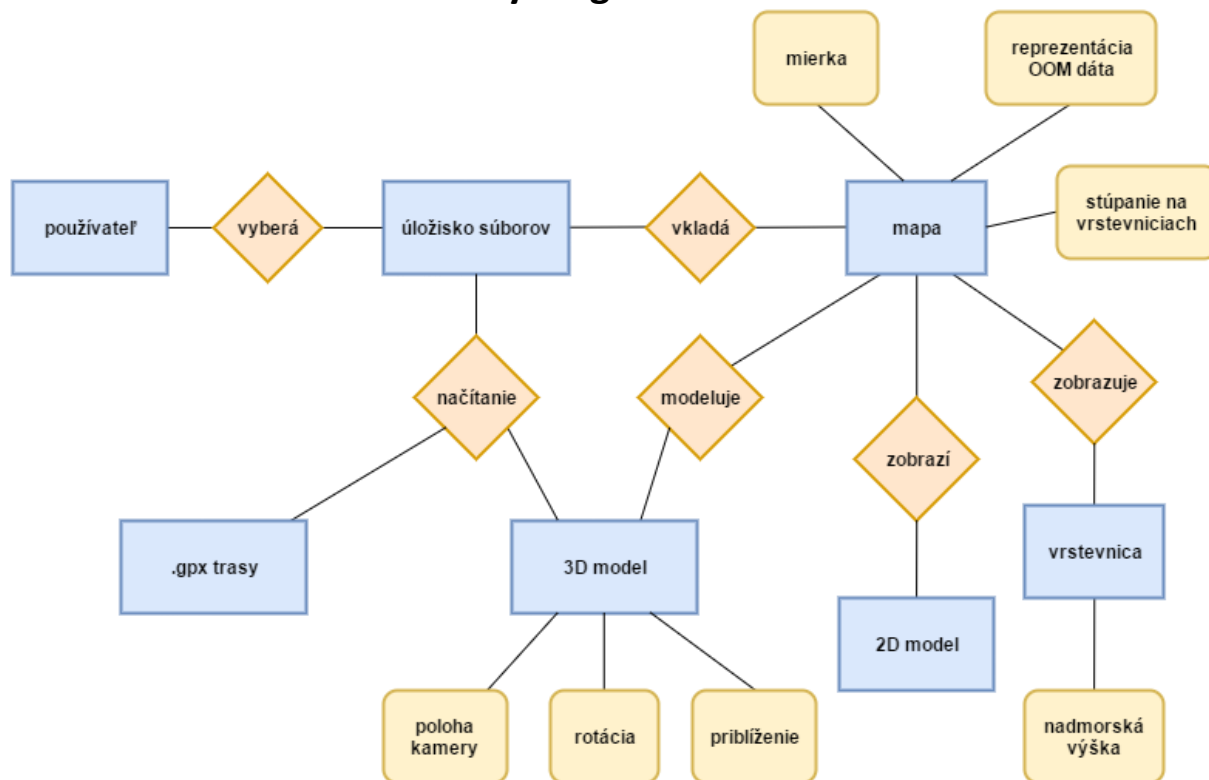 mierka
reprezentácia
OOM dáta
používateľ
vyberá
úložisko súborov
vkladá
mapa
stúpanie na
vrstevniciach
načítanie
modeluje
zobrazí
zobrazuje
.gpx trasy
3D model
2D model
vrstevnica
poloha
kamery
rotácia
priblíženie
nadmorská
výška